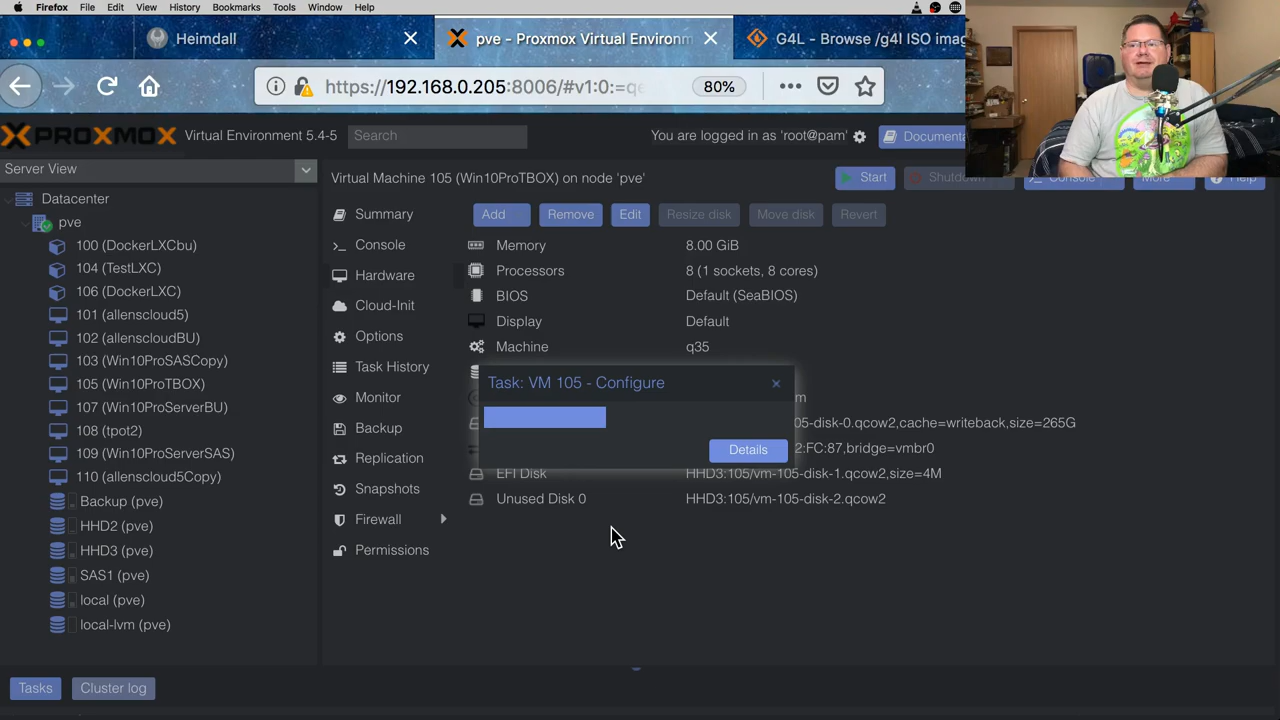 Firefox File Edit View History Bookmarks Tools Window Help
Heimdall
pve - Proxmox Virtual Environm
G4L - Browse /g4l ISO imag
https://192.168.0.205:8006/#v1:0:=qe
80%
PROXMOX Virtual Environment 5.4-5
Search
You are logged in as 'root@pam'
Documenta
Server View
Virtual Machine 105 (Win10ProTBOX) on node 'pve'
Start
Shutdown
Console
More
Help
Datacenter
pve
100 (DockerLXCbu)
104 (TestLXC)
106 (DockerLXC)
101 (allenscloud5)
102 (allenscloudBU)
103 (Win10ProSASCopy)
105 (Win10ProTBOX)
107 (Win10ProServerBU)
108 (tpot2)
109 (Win10ProServerSAS)
110 (allenscloud5Copy)
Backup (pve)
HHD2 (pve)
HHD3 (pve)
SAS1 (pve)
local (pve)
local-lvm (pve)
Summary
Console
Hardware
Cloud-Init
Options
Task History
Monitor
Backup
Replication
Snapshots
Firewall
Permissions
Add Remove Edit Resize disk Move disk Revert
Memory 8.00 GiB
Processors 8 (1 sockets, 8 cores)
BIOS Default (SeaBIOS)
Display Default
Machine q35
Task: VM 105 - Configure
m
05-disk-0.qcow2,cache=writeback,size=265G
Details
2:FC:87,bridge=vmbr0
EFI Disk HHD3:105/vm-105-disk-1.qcow2,size=4M
Unused Disk 0 HHD3:105/vm-105-disk-2.qcow2
Tasks
Cluster log